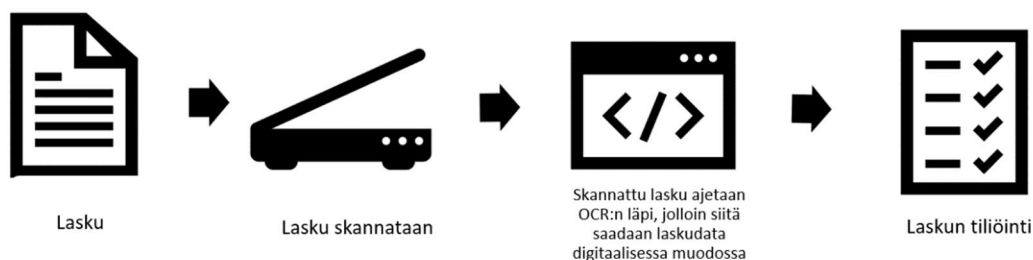 Lasku
Lasku skannataan
Skannattu lasku ajetaan
OCR:n läpi, jolloin siitä
saadaan laskudata
digitaalisessa muodossa
Laskun tiliöinti